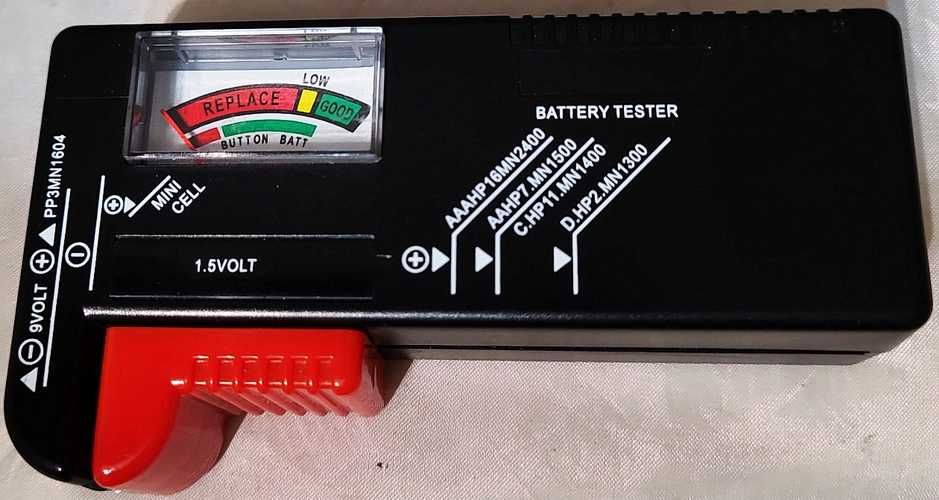 LOW
REPLACE
GOOD
BUTTON BATT
BATTERY TESTER
PP3MN1604
9VOLT
MINI
CELL
1.5VOLT
AAAHP16MN2400
AAHP7.MN1500
C.HP11.MN1400
D.HP2.MN1300